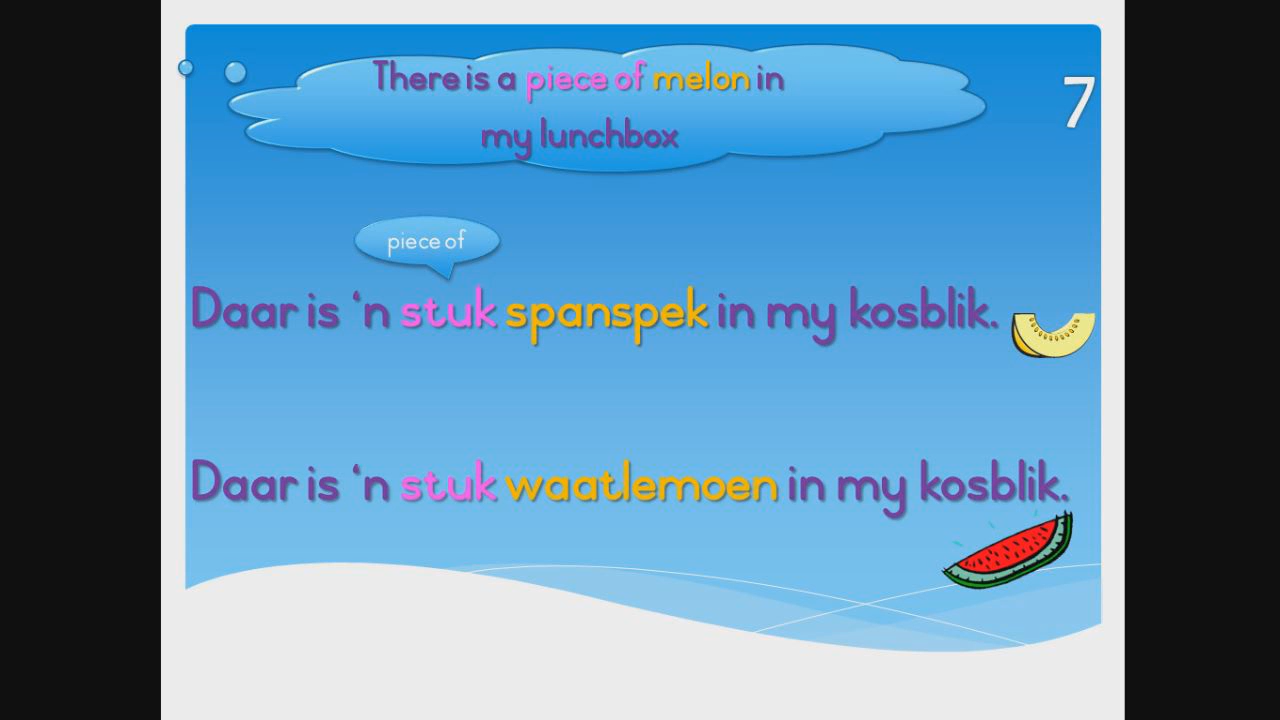 There is a piece of melon in
my lunchbox
7
piece of
Daar is ‘n stuk spanspek in my kosblik.
Daar is ‘n stuk waatlemoen in my kosblik.